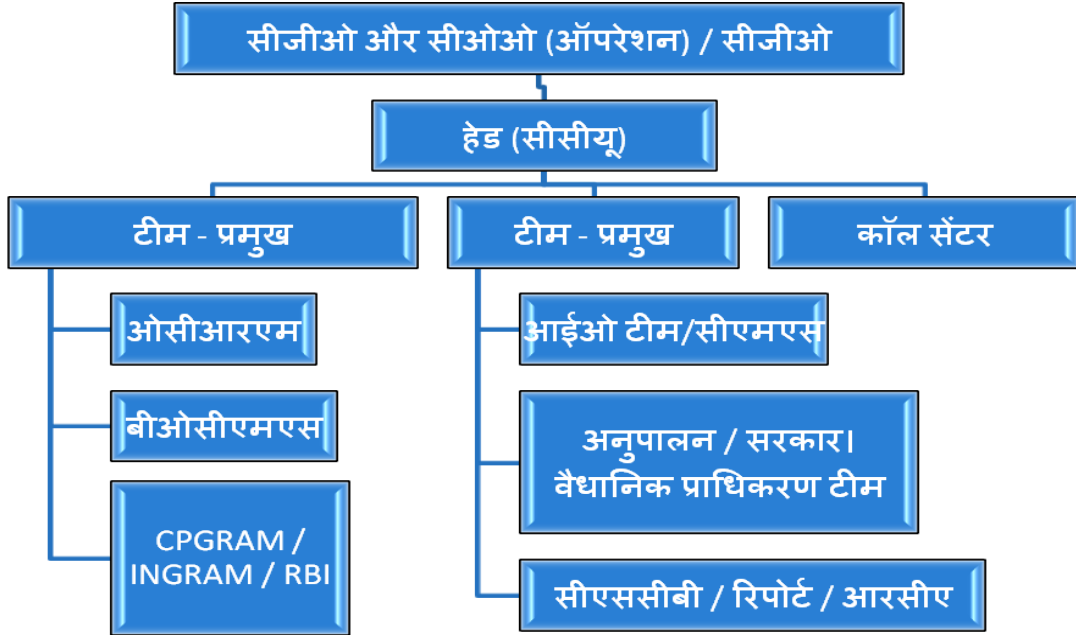 सीजीओ और सीओओ (ऑपरेशन) / सीजीओ
हेड (सीसीयू)
टीम - प्रमुख
ओसीआरएम
बीओसीएमएस
CPGRAM /
INGRAM / RBI
टीम - प्रमुख
आईओ टीम/सीएमएस
अनुपालन / सरकार।
वैधानिक प्राधिकरण टीम
सीएससीबी / रिपोर्ट / आरसीए
कॉल सेंटर